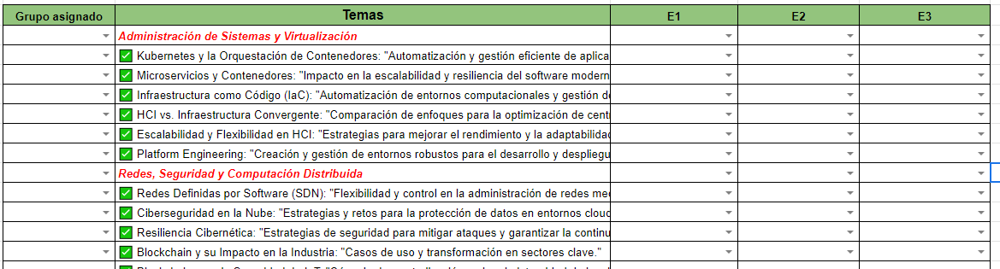 Grupo asignado Temas E1 E2 E3
Administración de Sistemas y Virtualización
✅ Kubernetes y la Orquestación de Contenedores: "Automatización y gestión eficiente de aplica
✅ Microservicios y Contenedores: "Impacto en la escalabilidad y resiliencia del software modern
✅ Infraestructura como Código (IaC): "Automatización de entornos computacionales y gestión de
✅ HCI vs. Infraestructura Convergente: "Comparación de enfoques para la optimización de cent
✅ Escalabilidad y Flexibilidad en HCI: "Estrategias para mejorar el rendimiento y la adaptabilidad
✅ Platform Engineering: "Creación y gestión de entornos robustos para el desarrollo y despliegu
Redes, Seguridad y Computación Distribuida
✅ Redes Definidas por Software (SDN): "Flexibilidad y control en la administración de redes med
✅ Ciberseguridad en la Nube: "Estrategias y retos para la protección de datos en entornos cloud
✅ Resiliencia Cibernética: "Estrategias de seguridad para mitigar ataques y garantizar la continu
✅ Blockchain y su Impacto en la Industria: "Casos de uso y transformación en sectores clave."